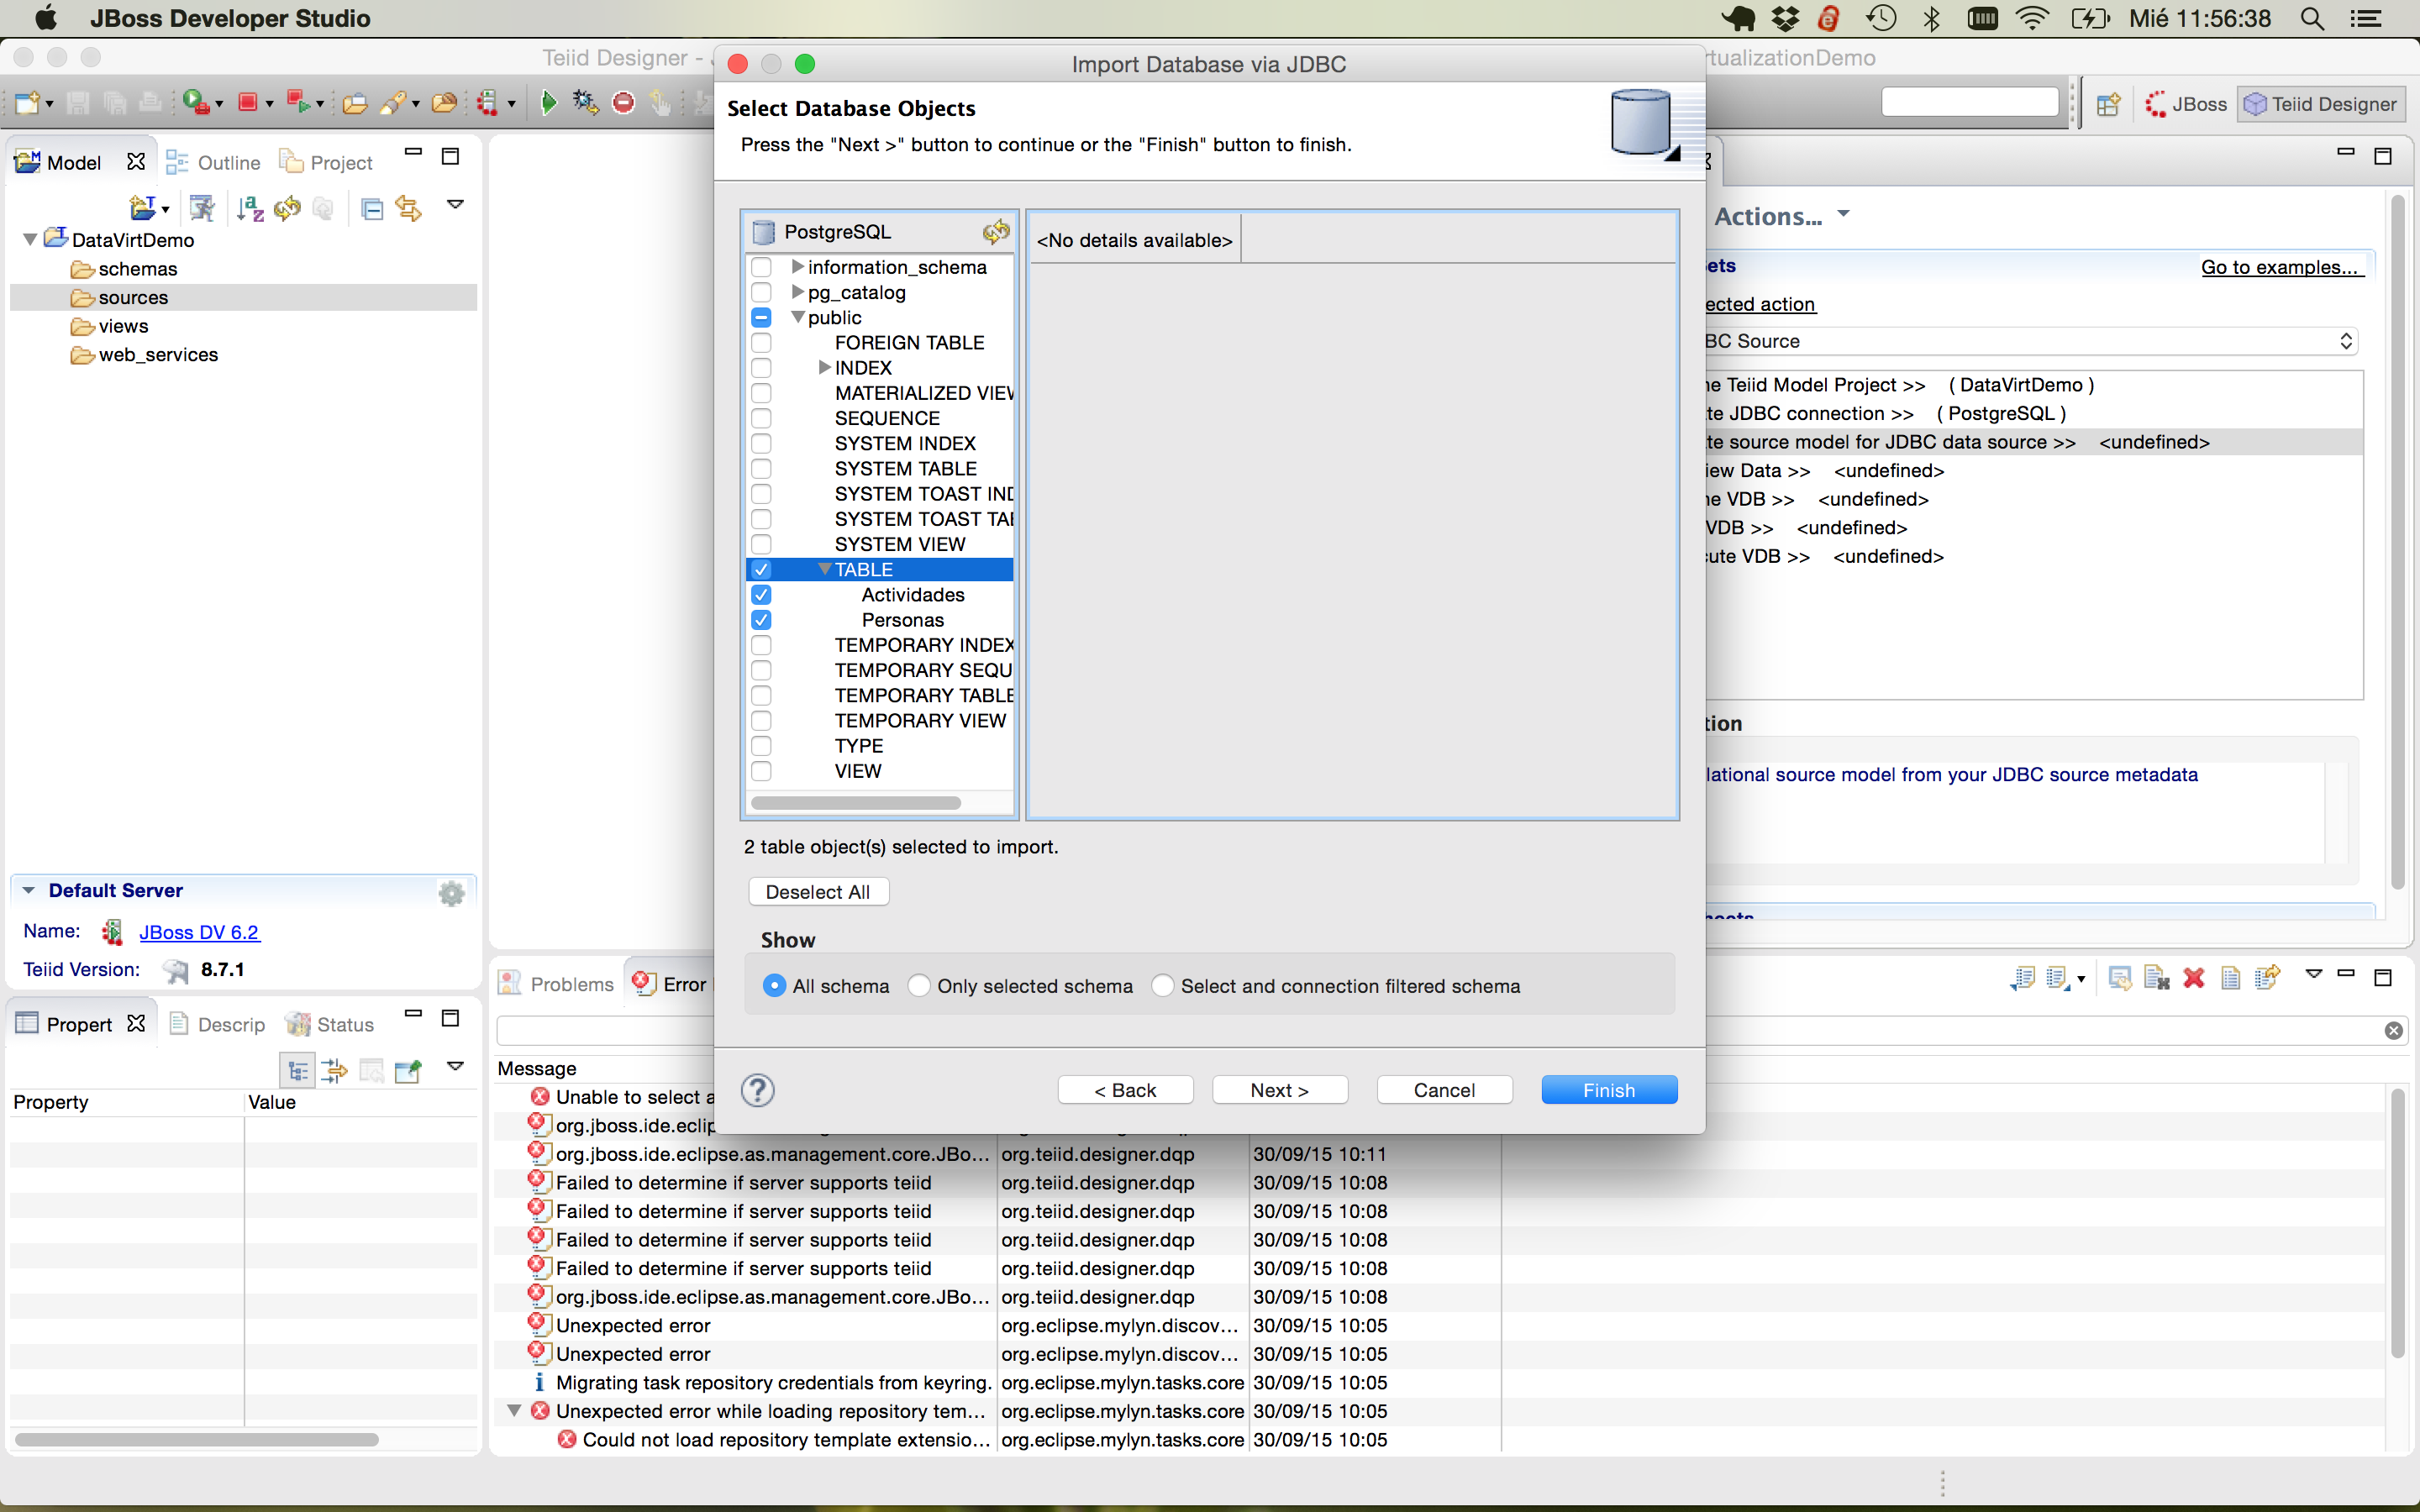 JBoss Developer Studio
Mié 11:56:38
Teiid Designer -
Import Database via JDBC
tualizationDemo
Select Database Objects
Press the "Next >" button to continue or the "Finish" button to finish.
JBoss
Teiid Designer
Model
Outline
Project
DataVirtDemo
schemas
sources
views
web_services
PostgreSQL
<No details available>
information_schema
pg_catalog
public
FOREIGN TABLE
INDEX
MATERIALIZED VIEW
SEQUENCE
SYSTEM INDEX
SYSTEM TABLE
SYSTEM TOAST IND
SYSTEM TOAST TAB
SYSTEM VIEW
TABLE
Actividades
Personas
TEMPORARY INDEX
TEMPORARY SEQU
TEMPORARY TABLE
TEMPORARY VIEW
TYPE
VIEW
2 table object(s) selected to import.
Deselect All
Show
All schema
Only selected schema
Select and connection filtered schema
< Back
Next >
Cancel
Finish
Actions...
ets
Go to examples...
ected action
BC Source
ne Teiid Model Project >> ( DataVirtDemo )
te JDBC connection >> ( PostgreSQL )
te source model for JDBC data source >> <undefined>
iew Data >> <undefined>
ne VDB >> <undefined>
VDB >> <undefined>
cute VDB >> <undefined>
tion
lational source model from your JDBC source metadata
Default Server
Name: JBoss DV 6.2
Teiid Version: 8.7.1
Propert
Descrip
Status
Property Value
Problems
Error
Message
Unable to select a
org.jboss.ide.eclip
org.jboss.ide.eclipse.as.management.core.JBo... org.teiid.designer.dqp 30/09/15 10:11
Failed to determine if server supports teiid org.teiid.designer.dqp 30/09/15 10:08
Failed to determine if server supports teiid org.teiid.designer.dqp 30/09/15 10:08
Failed to determine if server supports teiid org.teiid.designer.dqp 30/09/15 10:08
Failed to determine if server supports teiid org.teiid.designer.dqp 30/09/15 10:08
org.jboss.ide.eclipse.as.management.core.JBo... org.teiid.designer.dqp 30/09/15 10:08
Unexpected error org.eclipse.mylyn.discov... 30/09/15 10:05
Unexpected error org.eclipse.mylyn.discov... 30/09/15 10:05
Migrating task repository credentials from keyring. org.eclipse.mylyn.tasks.core 30/09/15 10:05
Unexpected error while loading repository tem... org.eclipse.mylyn.tasks.core 30/09/15 10:05
Could not load repository template extensio... org.eclipse.mylyn.tasks.core 30/09/15 10:05